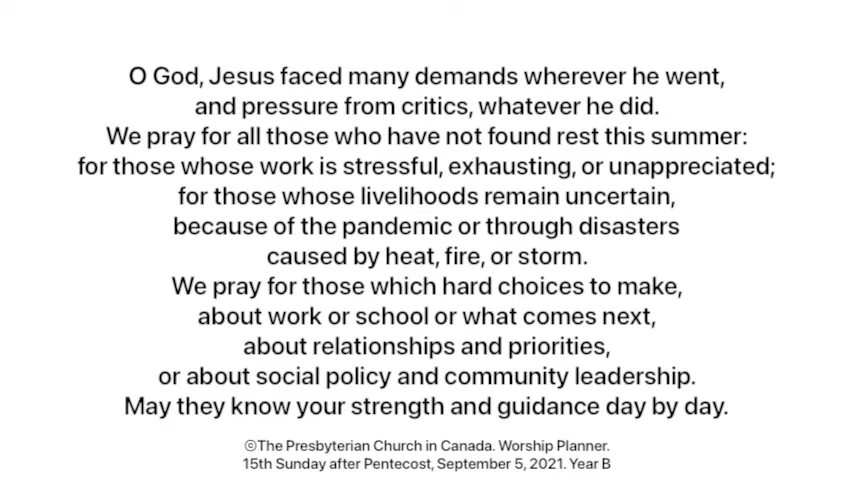 O God, Jesus faced many demands wherever he went,
and pressure from critics, whatever he did.
We pray for all those who have not found rest this summer:
for those whose work is stressful, exhausting, or unappreciated;
for those whose livelihoods remain uncertain,
because of the pandemic or through disasters
caused by heat, fire, or storm.
We pray for those which hard choices to make,
about work or school or what comes next,
about relationships and priorities,
or about social policy and community leadership.
May they know your strength and guidance day by day.
©The Presbyterian Church in Canada. Worship Planner.
15th Sunday after Pentecost, September 5, 2021. Year B